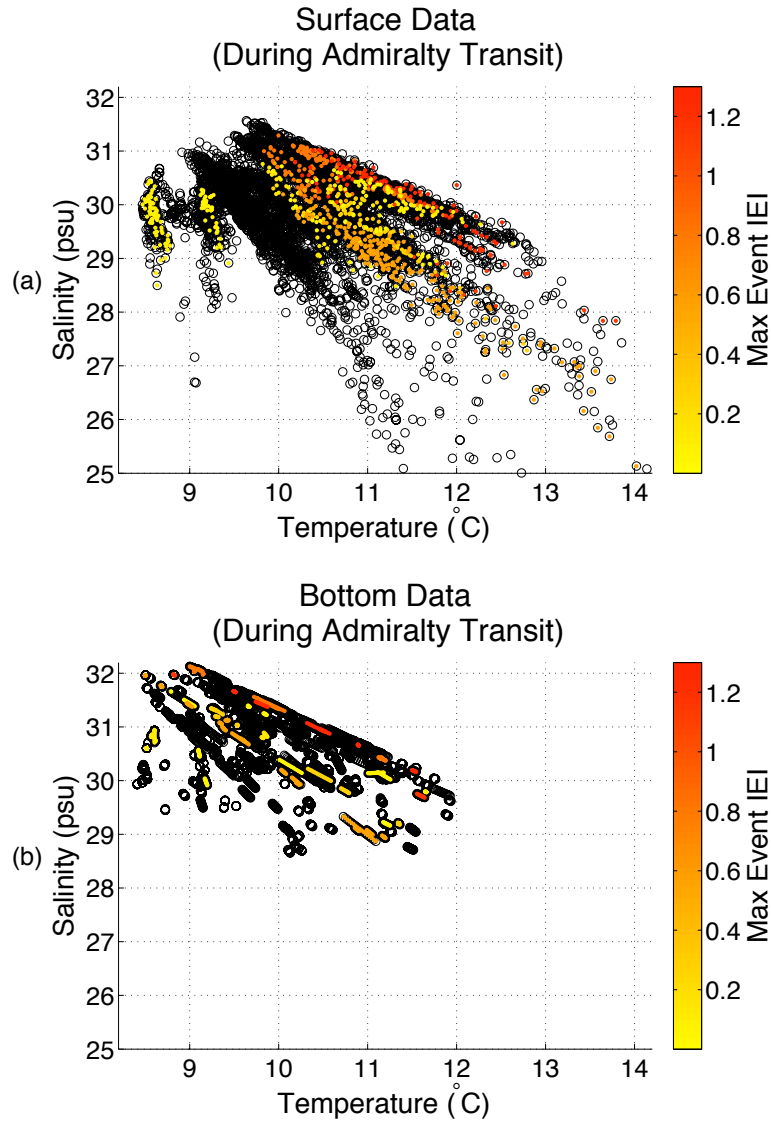 Surface Data
(During Admiralty Transit)
32
31
30
29
28
27
26
25
Salinity (psu)
(a)
9 10 11 12 13 14
Temperature (°C)
1.2
1
0.8
0.6
0.4
0.2
Max Event IEI
Bottom Data
(During Admiralty Transit)
32
31
30
29
28
27
26
25
Salinity (psu)
(b)
9 10 11 12 13 14
Temperature (°C)
1.2
1
0.8
0.6
0.4
0.2
Max Event IEI